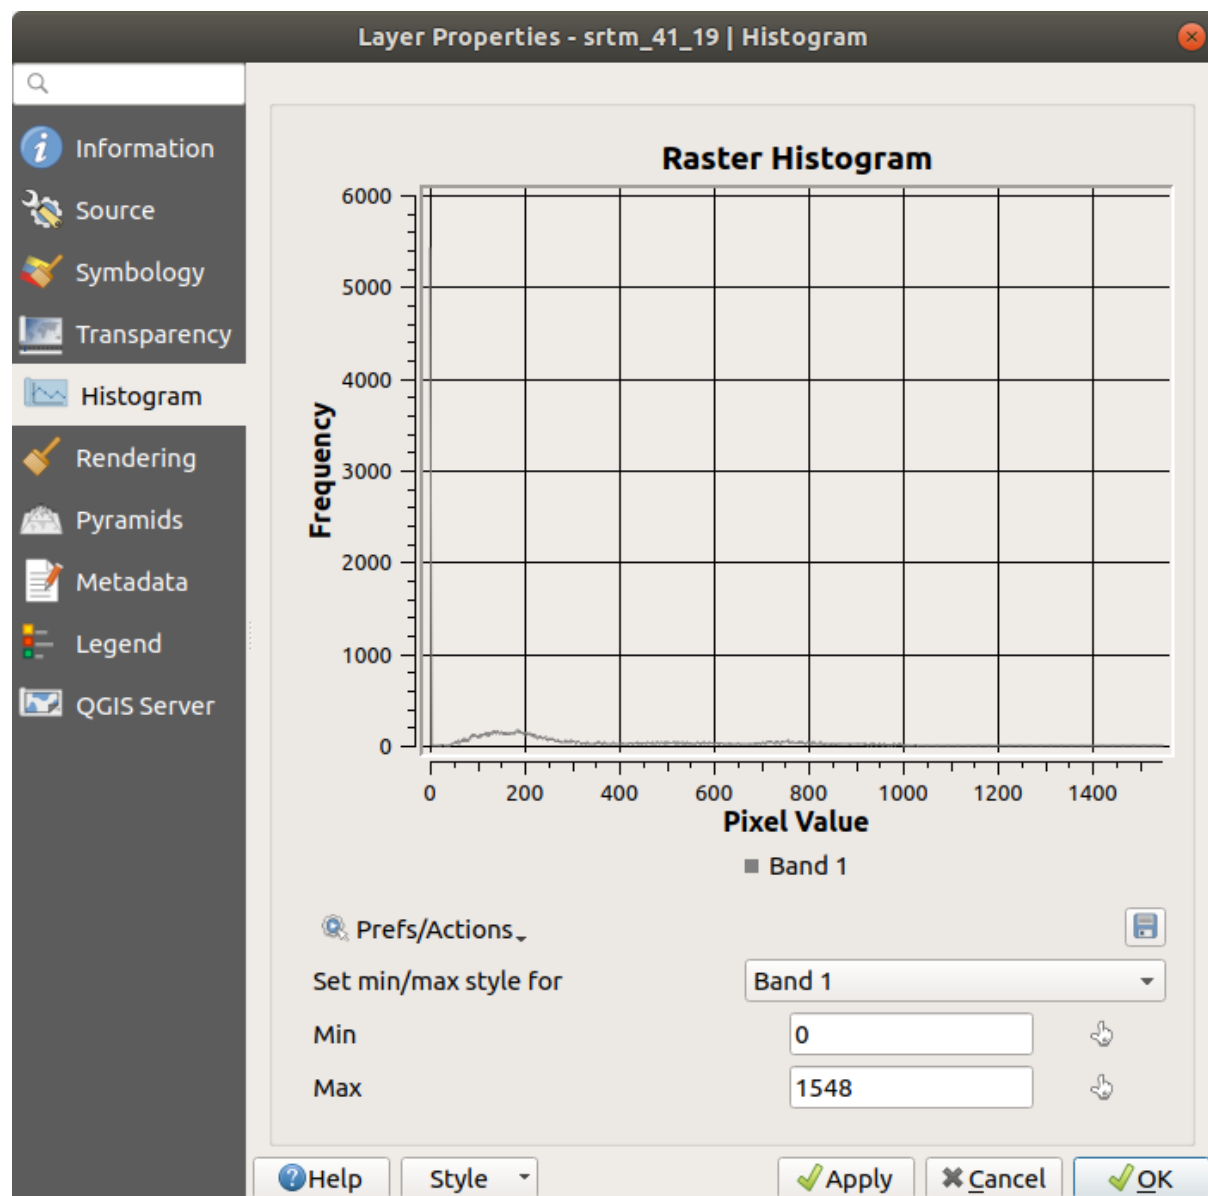 Layer Properties - srtm_41_19 | Histogram
Information
Source
Symbology
Transparency
Histogram
Rendering
Pyramids
Metadata
Legend
QGIS Server
Raster Histogram
Frequency
6000
5000
4000
3000
2000
1000
0
0 200 400 600 800 1000 1200 1400
Pixel Value
Band 1
Prefs/Actions
Set min/max style for Band 1
Min 0
Max 1548
Help Style Apply Cancel OK